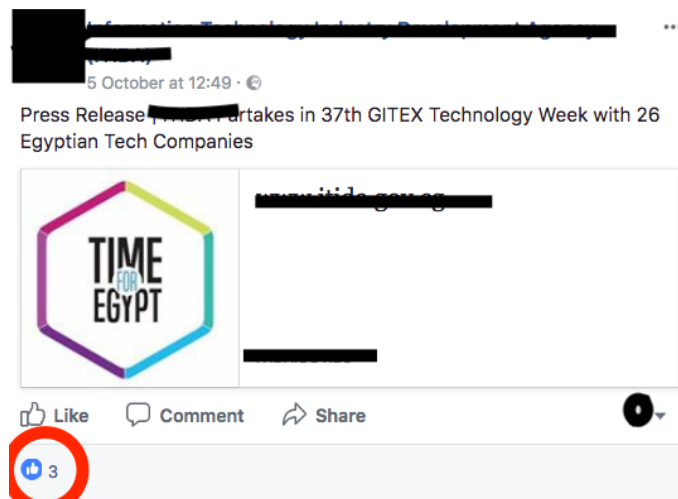 5 October at 12:49
Press Release | Partakes in 37th GITEX Technology Week with 26
Egyptian Tech Companies
TIME
FOR
EGYPT
Like Comment Share
3